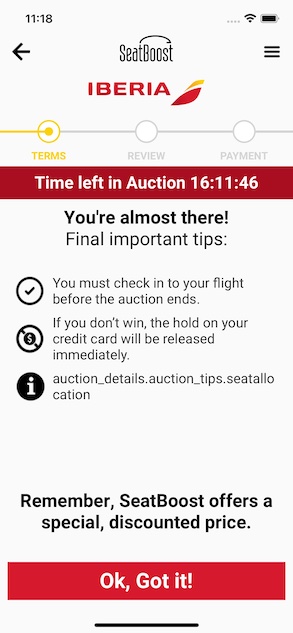 11:18
SeatBoost
IBERIA
TERMS REVIEW PAYMENT
Time left in Auction 16:11:46
You're almost there!
Final important tips:
You must check in to your flight
before the auction ends.
If you don't win, the hold on your
credit card will be released
immediately.
auction_details.auction_tips.seatallo
cation
Remember, SeatBoost offers a
special, discounted price.
Ok, Got it!